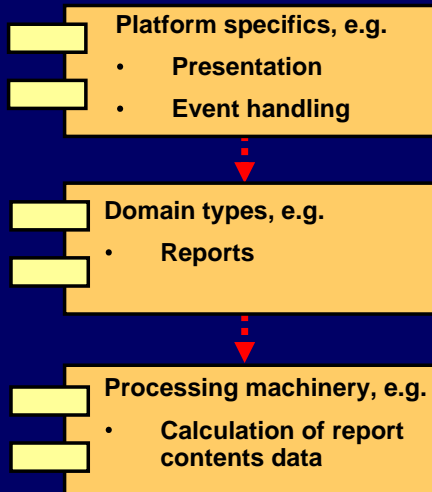 Platform specifics, e.g.
• Presentation
• Event handling
Domain types, e.g.
• Reports
Processing machinery, e.g.
• Calculation of report
contents data